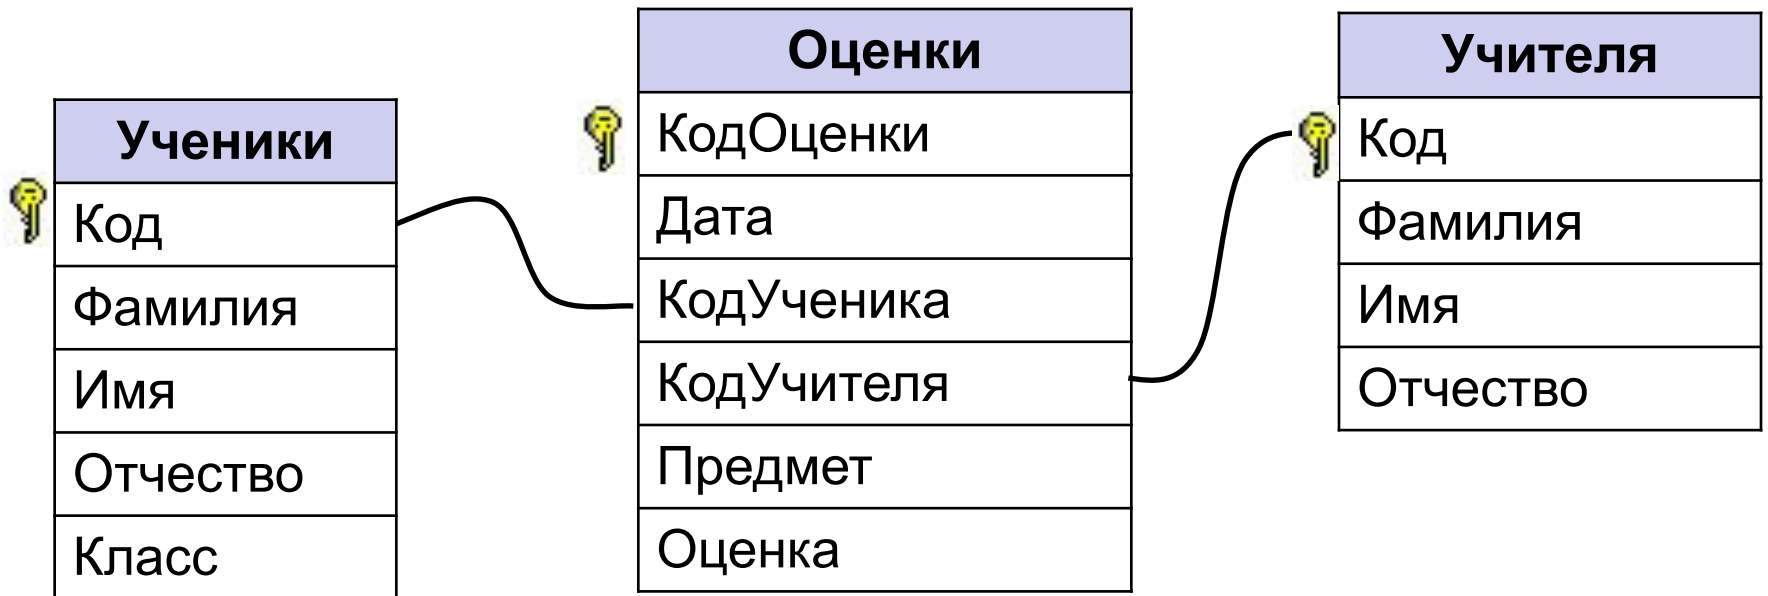 Ученики
Код
Фамилия
Имя
Отчество
Класс
Оценки
КодОценки
Дата
КодУченика
КодУчителя
Предмет
Оценка
Учителя
Код
Фамилия
Имя
Отчество